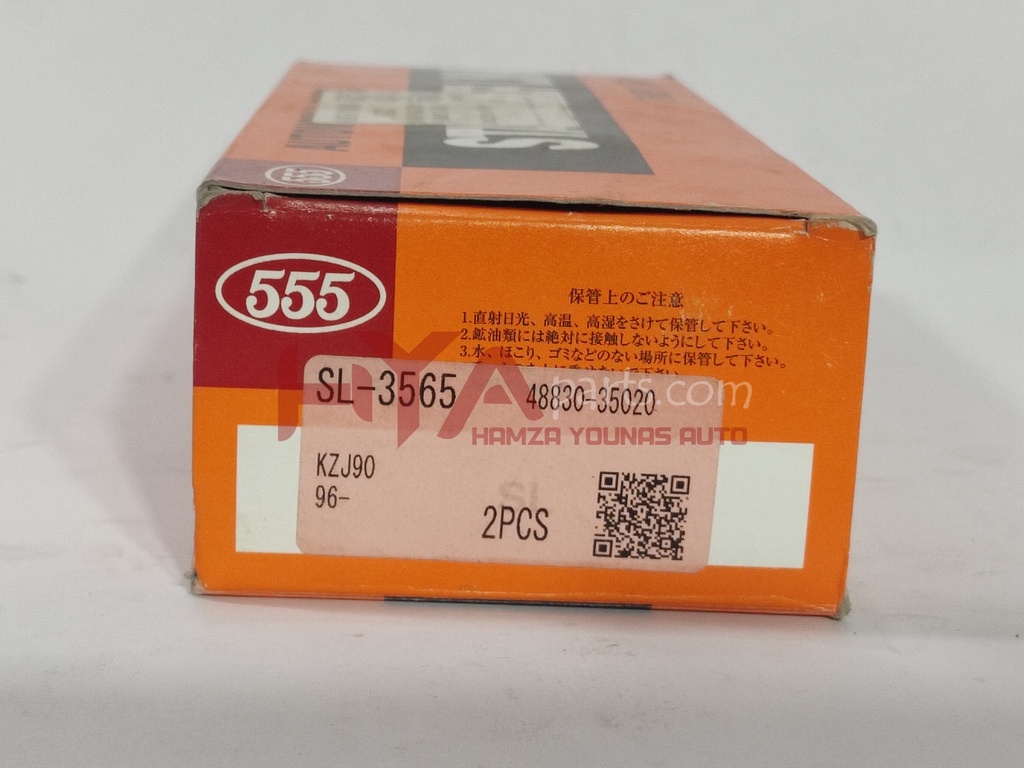 555
555
保管上のご注意
1.直射日光、高温、高湿をさけて保管して下さい。
2.鉱油類には絶対に接触しないようにして下さい。
3.水、ほこり、ゴミなどのない場所に保管して下さい。
SL-3565
48830-35020
HYAparts.com
HAMZA YOUNAS AUTO
KZJ90
96-
2PCS